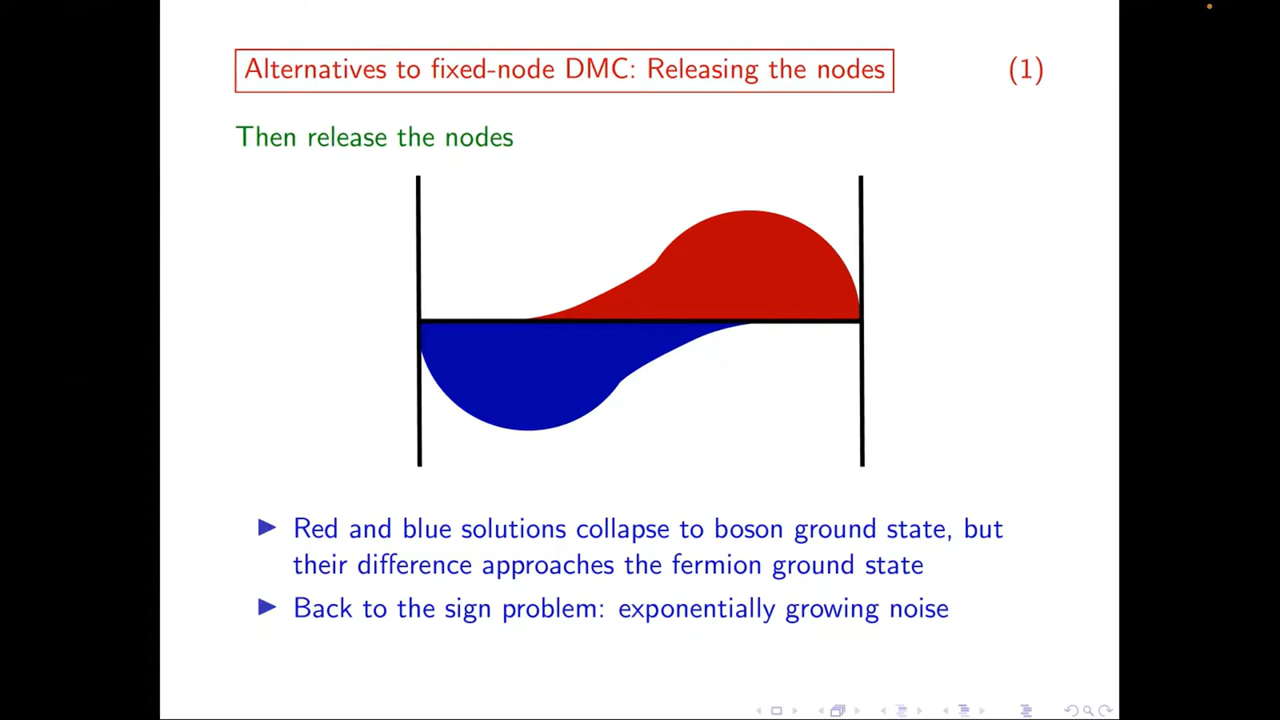 Alternatives to fixed-node DMC: Releasing the nodes (1)
Then release the nodes
Red and blue solutions collapse to boson ground state, but
their difference approaches the fermion ground state
Back to the sign problem: exponentially growing noise